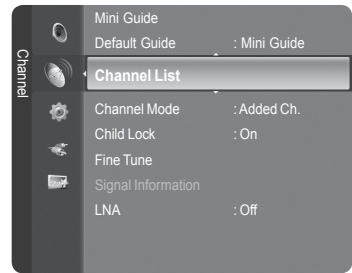 Channel
Mini Guide
Default Guide : Mini Guide
Channel List
Channel Mode : Added Ch.
Child Lock : On
Fine Tune
Signal Information
LNA : Off